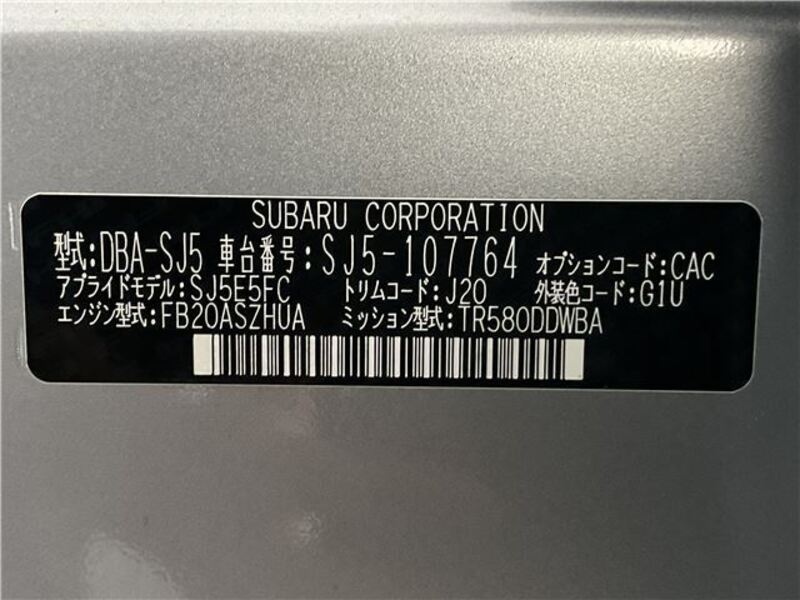 SUBARU CORPORATION
型式:DBA-SJ5 車台番号:SJ5-107764 オプションコード:CAC
アプライドモデル:SJ5E5FC トリムコード:J20 外装色コード:G1U
エンジン型式:FB20ASZHUA ミッション型式:TR580DDWBA